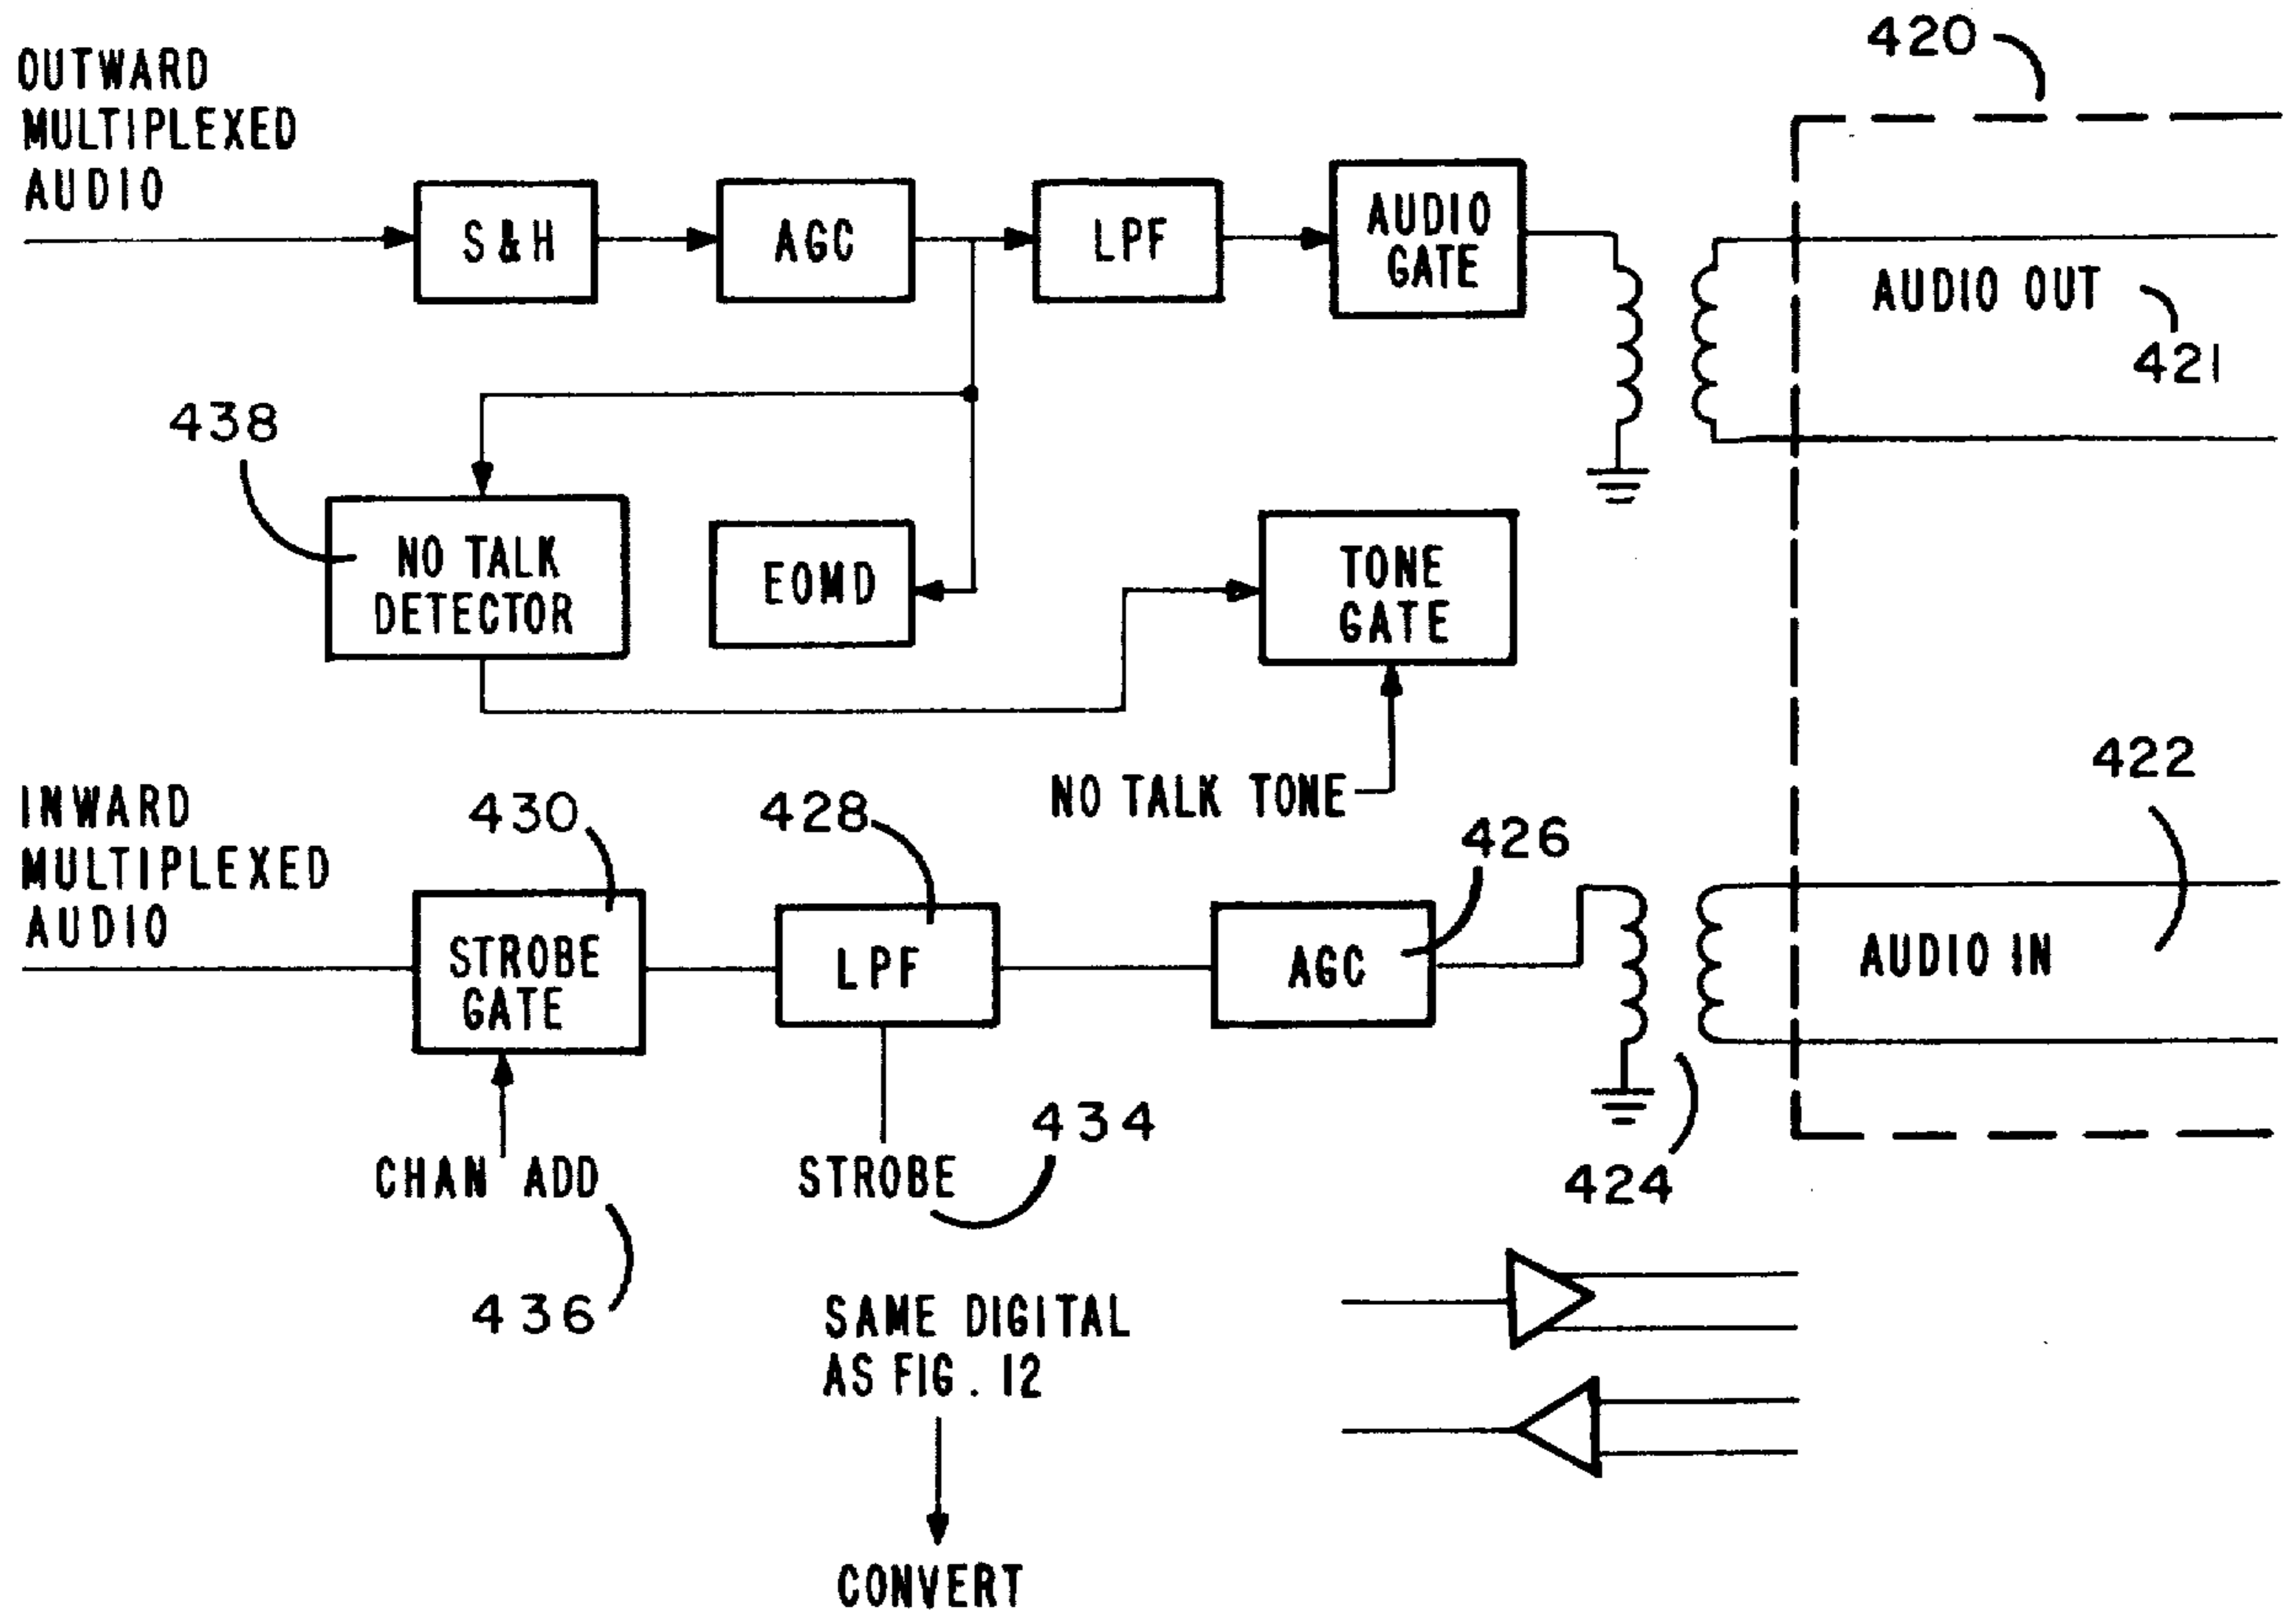 420
OUTWARD
MULTIPLEXED
AUDIO
S&H
AGC
LPF
AUDIO
GATE
AUDIO OUT
421
438
NO TALK
DETECTOR
EOMD
TONE
GATE
NO TALK TONE
422
INWARD
MULTIPLEXED
AUDIO
430
428
426
STROBE
GATE
LPF
AGC
AUDIO IN
CHAN ADD
STROBE
434
424
436
SAME DIGITAL
AS FIG. 12
CONVERT